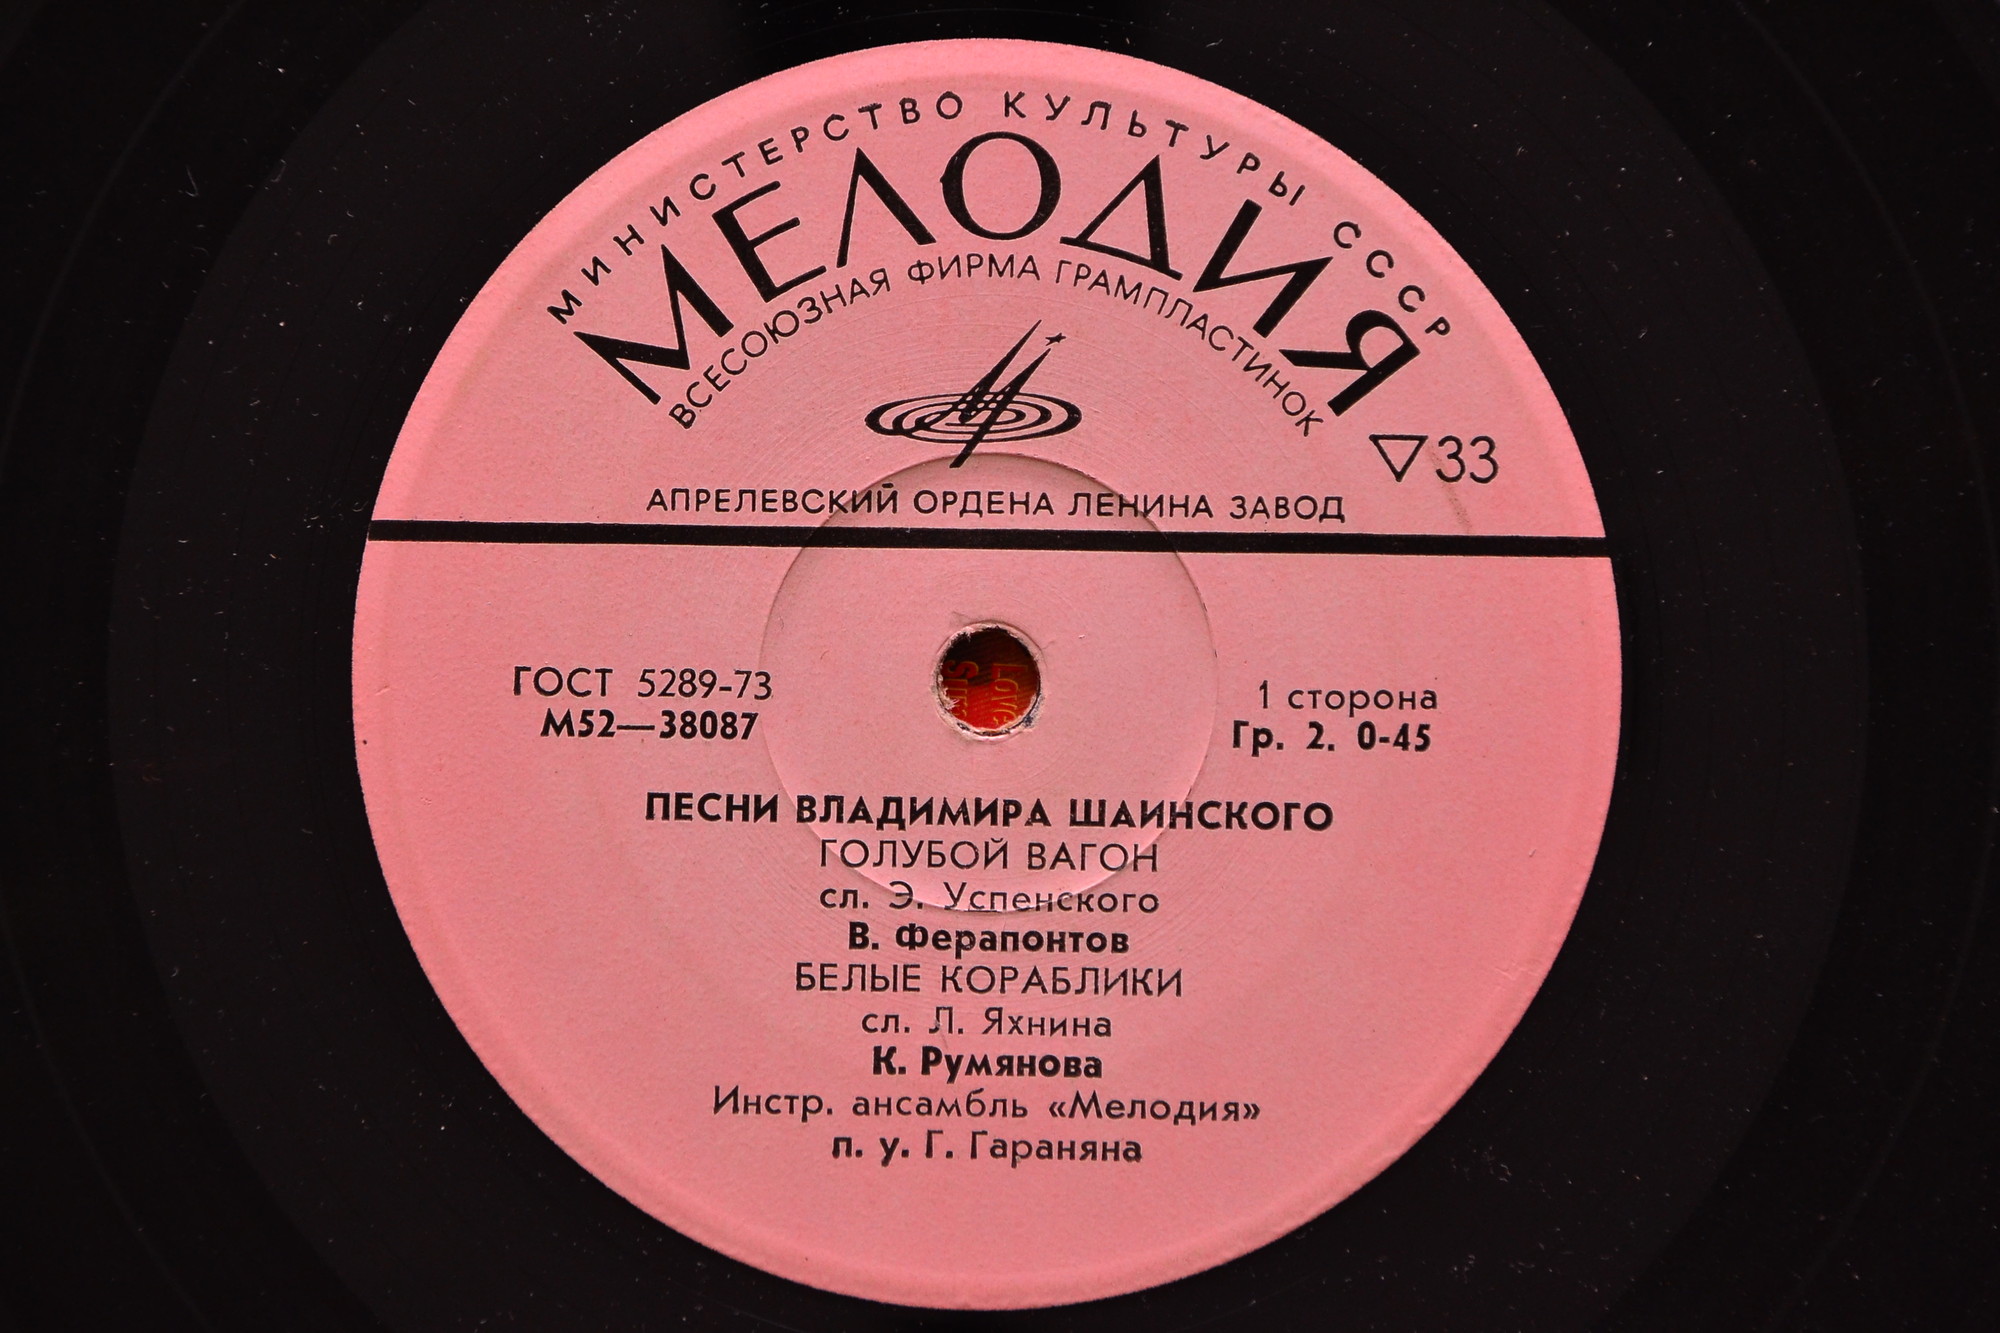 МИНИСТЕРСТВО КУЛЬТУРЫ СССР
МЕЛОДИЯ
ВСЕСОЮЗНАЯ ФИРМА ГРАМПЛАСТИНОК
33
АПРЕЛЕВСКИЙ ОРДЕНА ЛЕНИНА ЗАВОД
ГОСТ 5289-73
М52—38087
1 сторона
Гр. 2. 0-45
ПЕСНИ ВЛАДИМИРА ШАИНСКОГО
ГОЛУБОЙ ВАГОН
сл. Э. Успенского
В. Ферапонтов
БЕЛЫЕ КОРАБЛИКИ
сл. Л. Яхнина
К. Румянова
Инстр. ансамбль «Мелодия»
п. у. Г. Гараняна